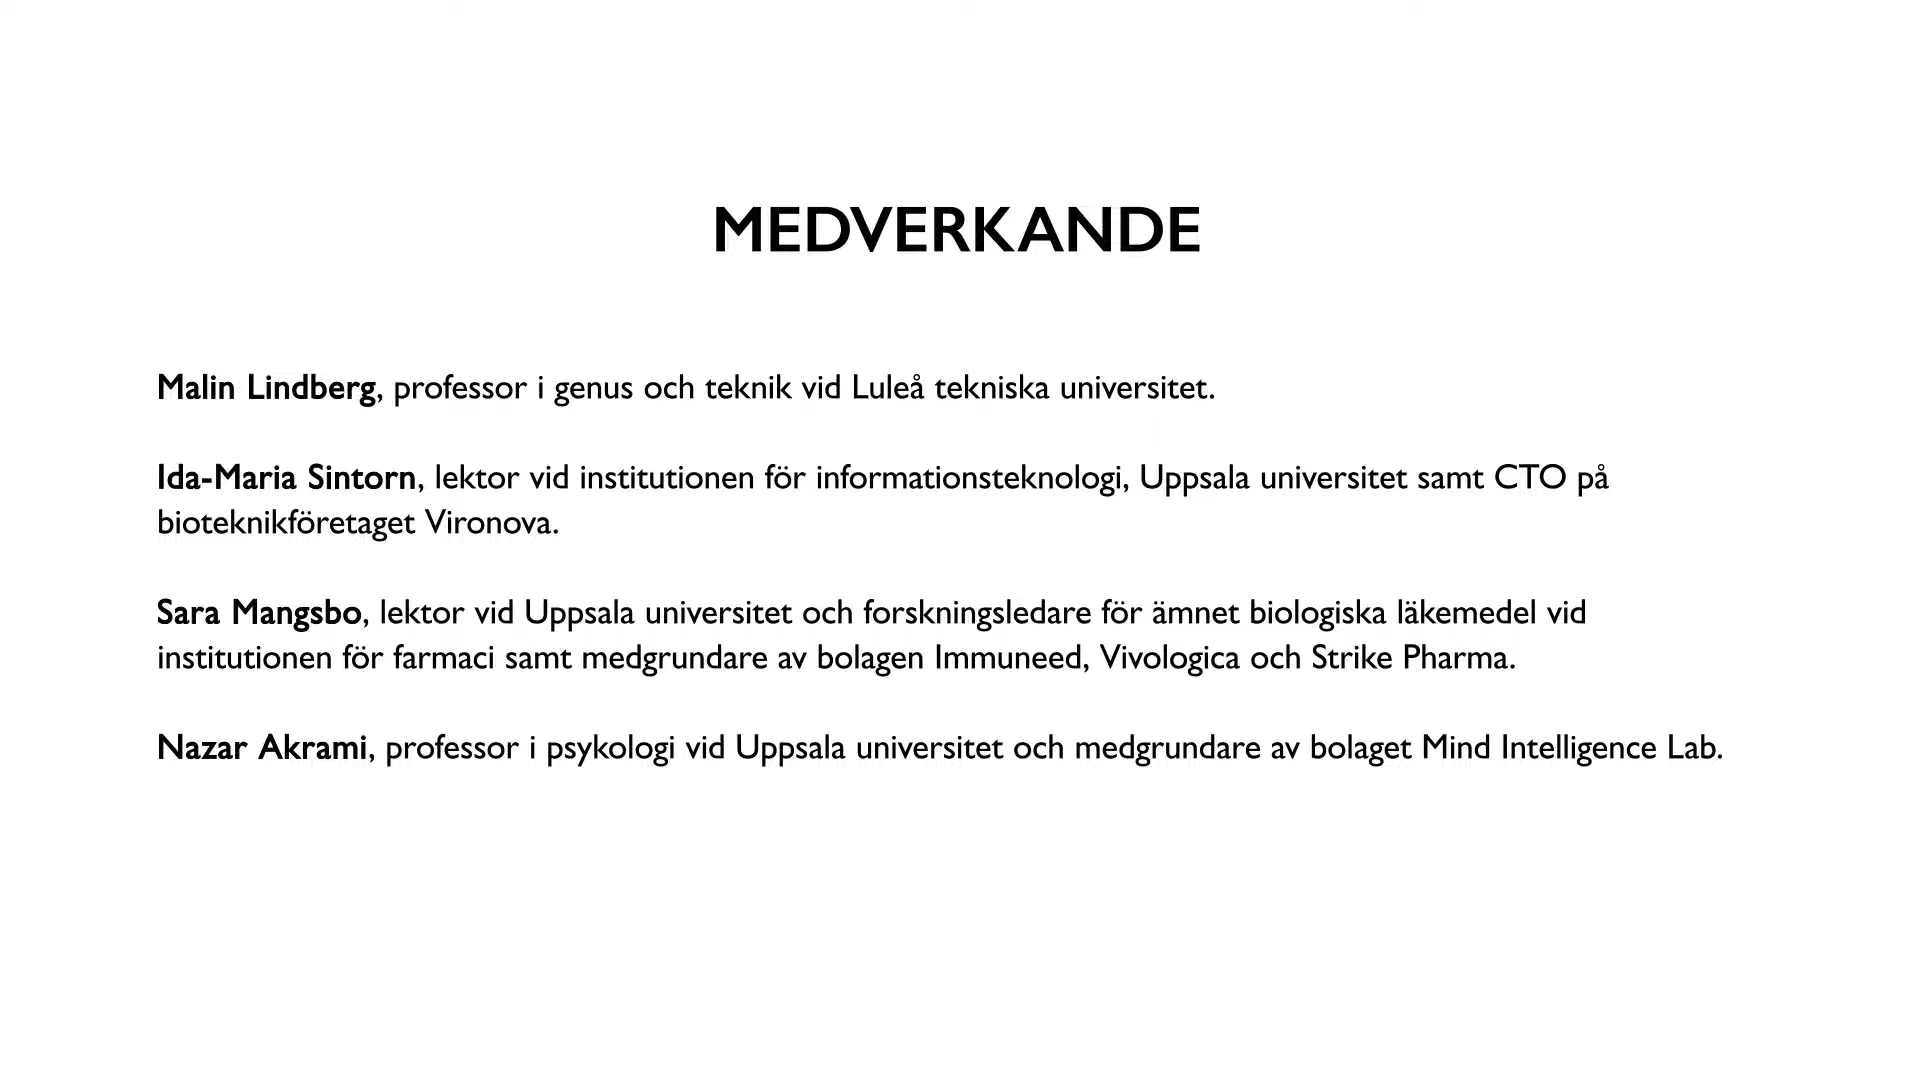 MEDVERKANDE
Malin Lindberg, professor i genus och teknik vid Luleå tekniska universitet.
Ida-Maria Sintorn, lektor vid institutionen för informationsteknologi, Uppsala universitet samt CTO på
bioteknikföretaget Vironova.
Sara Mangsbo, lektor vid Uppsala universitet och forskningsledare för ämnet biologiska läkemedel vid
institutionen för farmaci samt medgrundare av bolagen Immuneed, Vivologica och Strike Pharma.
Nazar Akrami, professor i psykologi vid Uppsala universitet och medgrundare av bolaget Mind Intelligence Lab.